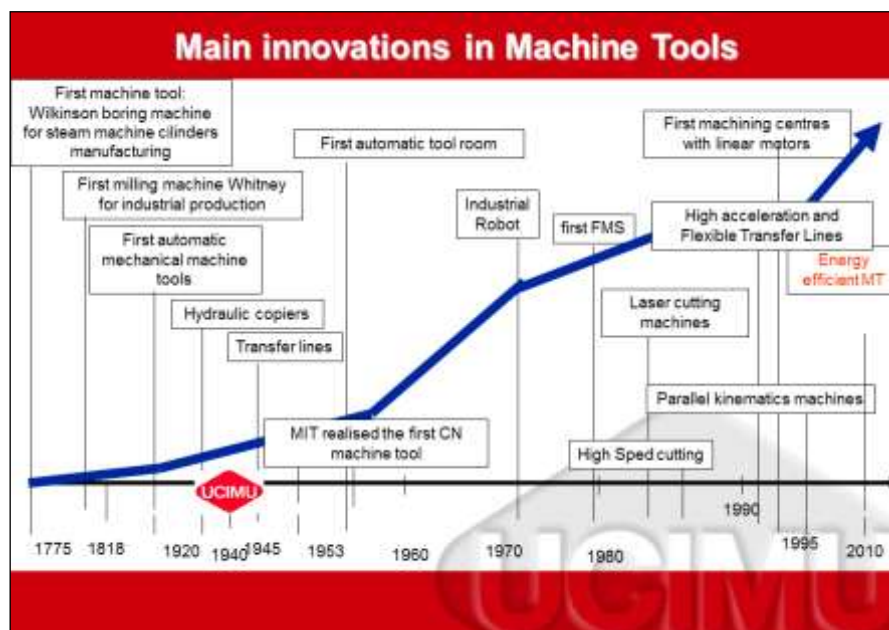 Main innovations in Machine Tools
First machine tool:
Wilkinson boring machine
for steam machine cilinders
manufacturing
First automatic tool room
First machining centres
with linear motors
First milling machine Whitney
for industrial production
Industrial
Robot
first FMS
High acceleration and
Flexible Transfer Lines
First automatic
mechanical machine
tools
Energy
efficient MT
Hydraulic copiers
Laser cutting
machines
Transfer lines
Parallel kinematics machines
MIT realised the first CN
machine tool
High Sped cutting
UCIMU
1990
1775
1818
1920
1940
1945
1953
1960
1970
1980
1995
2010
UCIMU